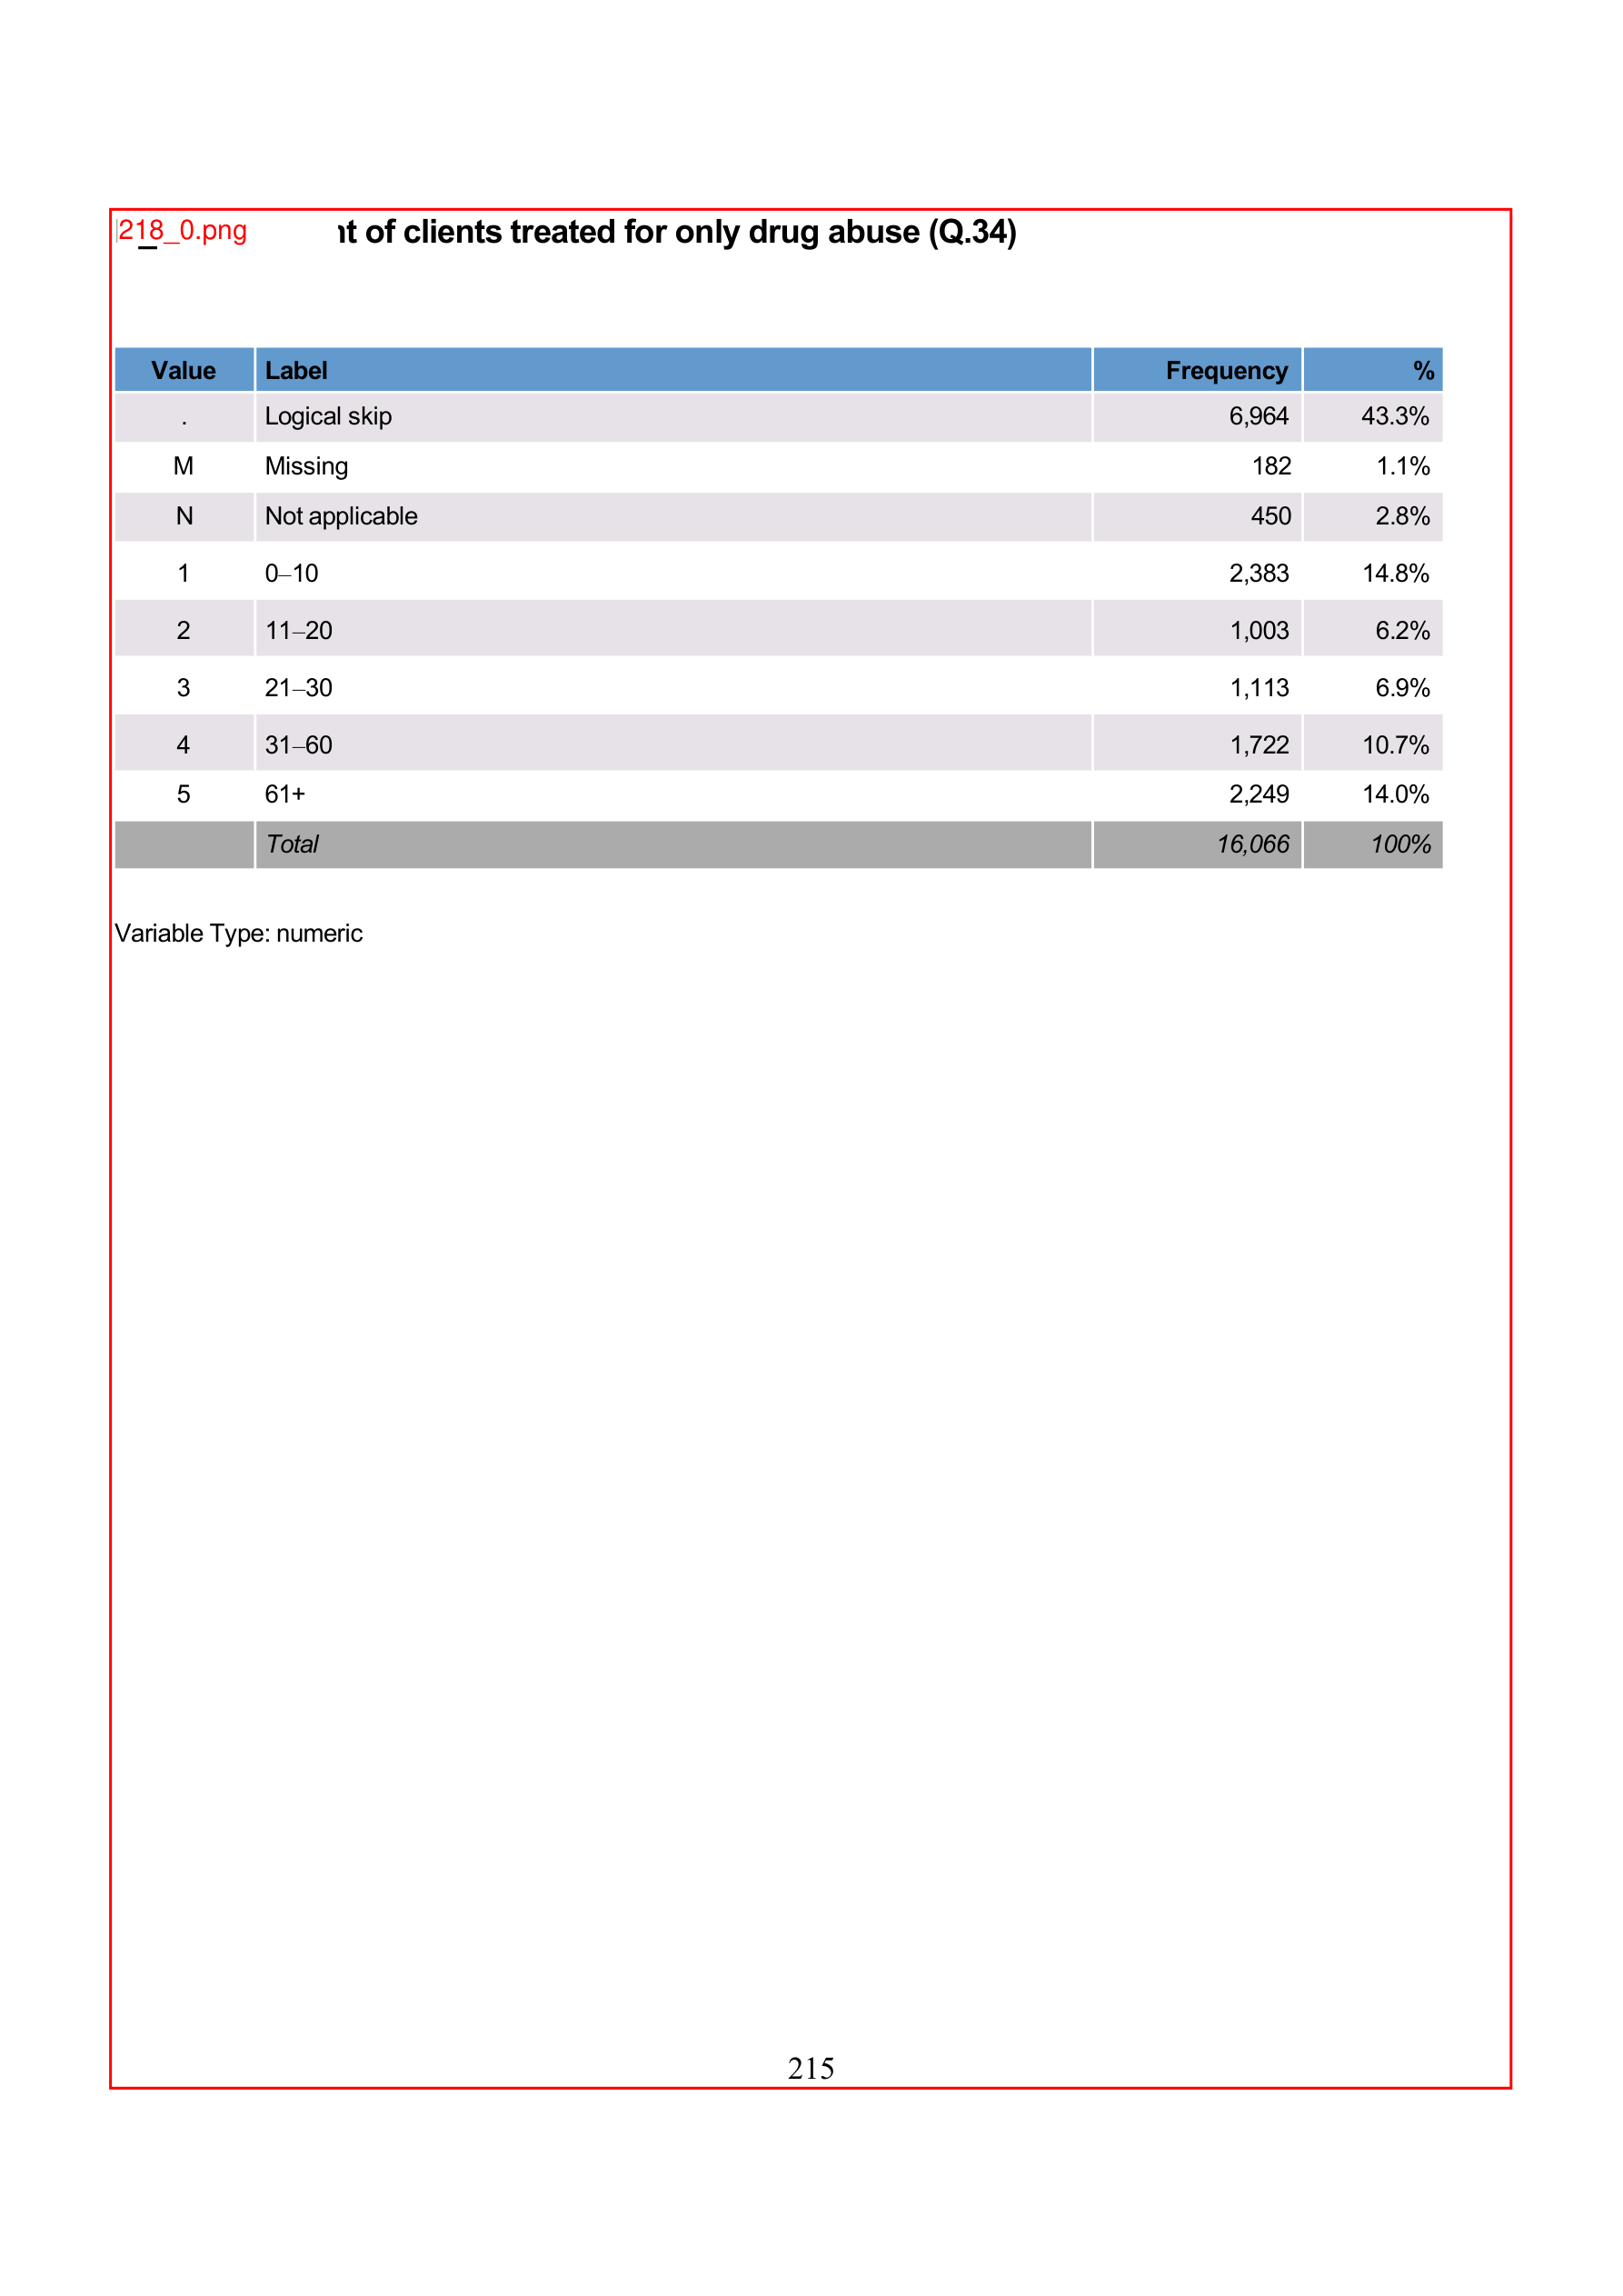 218_0.png of clients treated for only drug abuse (Q.34)
Value Label Frequency %
. Logical skip 6,964 43.3%
M Missing 182 1.1%
N Not applicable 450 2.8%
1 0–10 2,383 14.8%
2 11–20 1,003 6.2%
3 21–30 1,113 6.9%
4 31–60 1,722 10.7%
5 61+ 2,249 14.0%
Total 16,066 100%
Variable Type: numeric
215